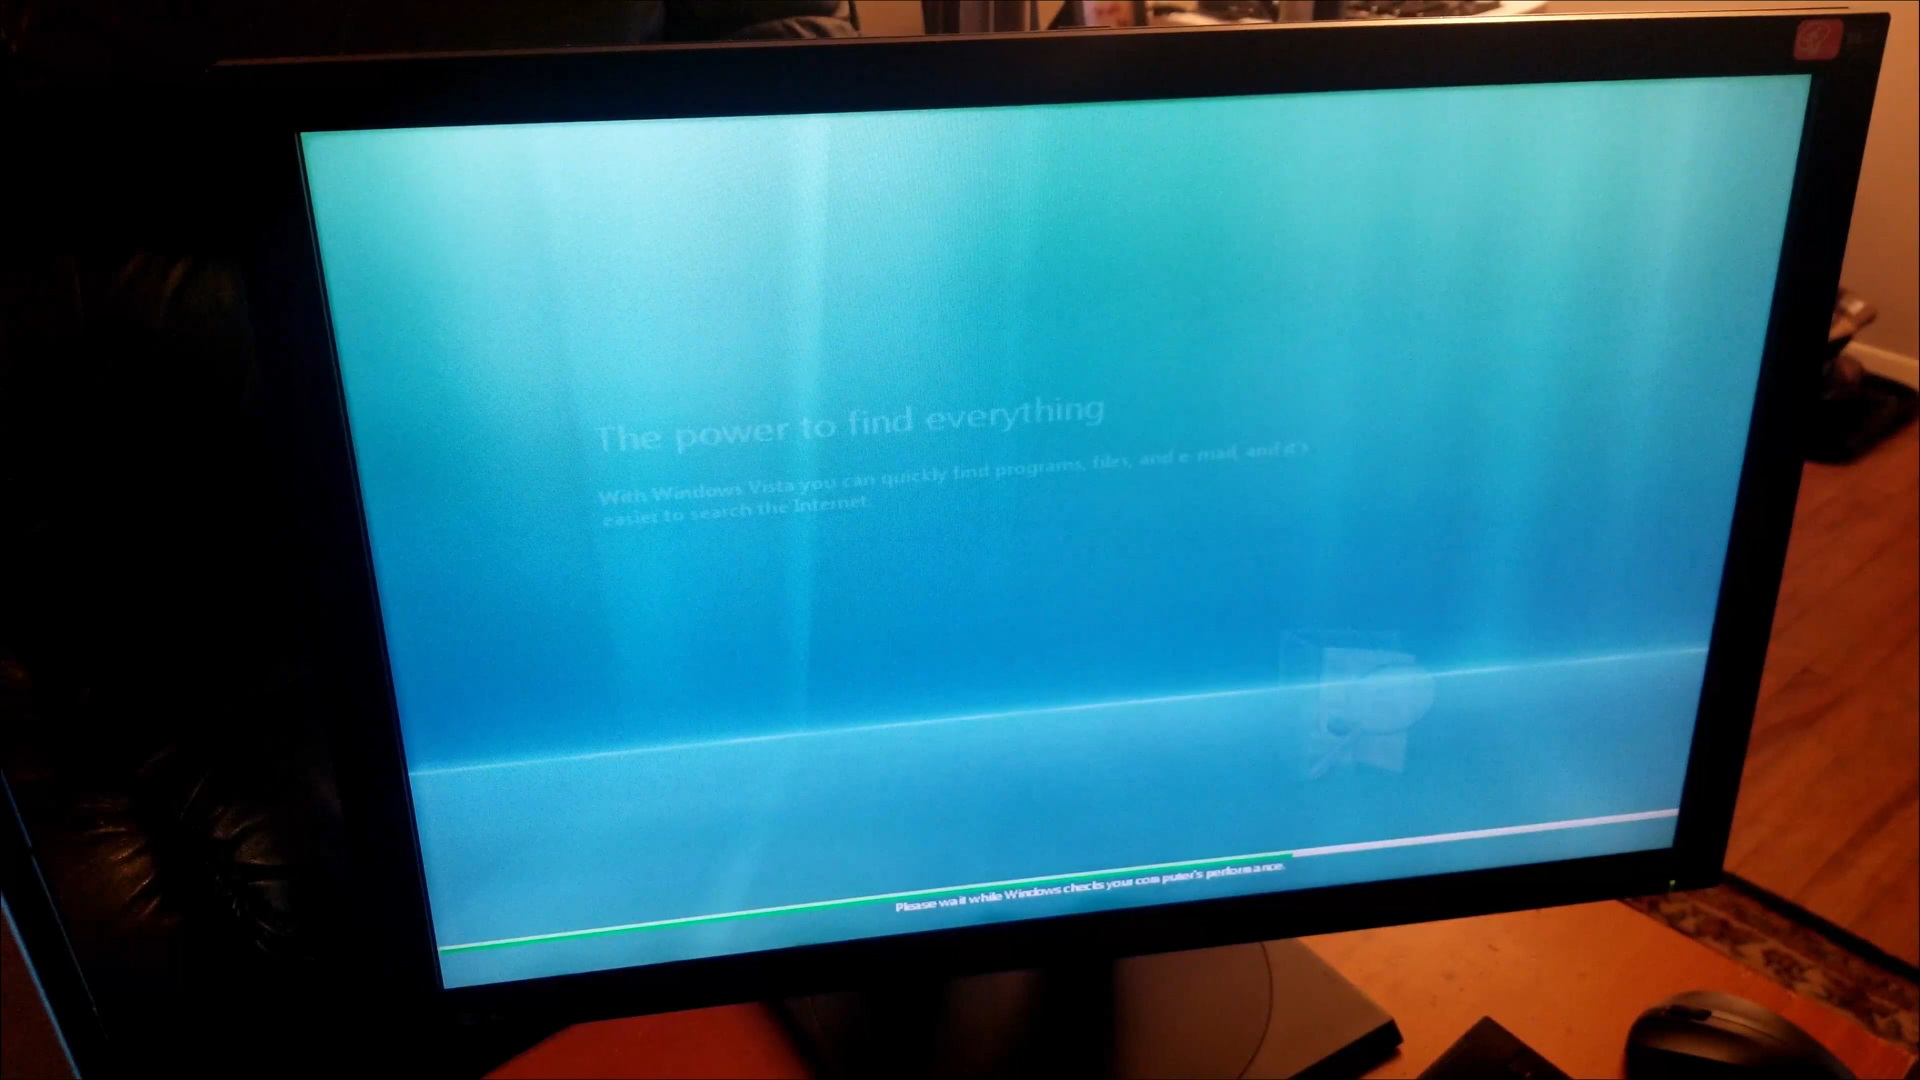 The power to find everything
With Windows Vista you can quickly find programs, files, and e-mail, and it's
easier to search the Internet.
Please wait while Windows checks your computer's performance.